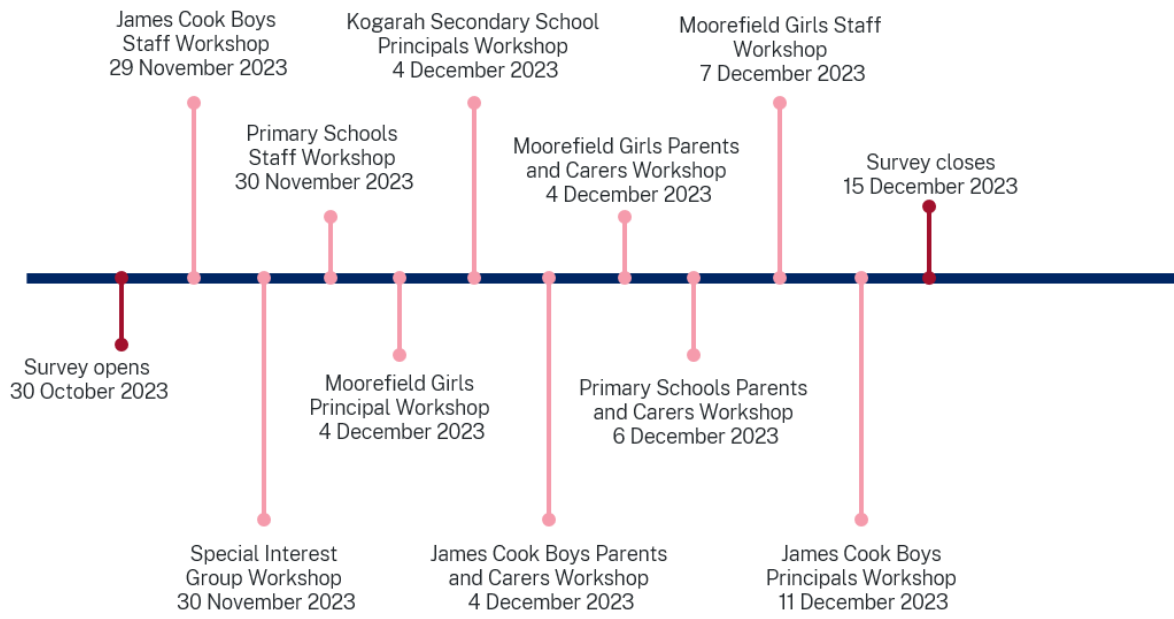 James Cook Boys
Staff Workshop
29 November 2023
Kogarah Secondary School
Principals Workshop
4 December 2023
Moorefield Girls Staff
Workshop
7 December 2023
Primary Schools
Staff Workshop
30 November 2023
Moorefield Girls Parents
and Carers Workshop
4 December 2023
Survey closes
15 December 2023
Survey opens
30 October 2023
Moorefield Girls
Principal Workshop
4 December 2023
Primary Schools Parents
and Carers Workshop
6 December 2023
Special Interest
Group Workshop
30 November 2023
James Cook Boys Parents
and Carers Workshop
4 December 2023
James Cook Boys
Principals Workshop
11 December 2023